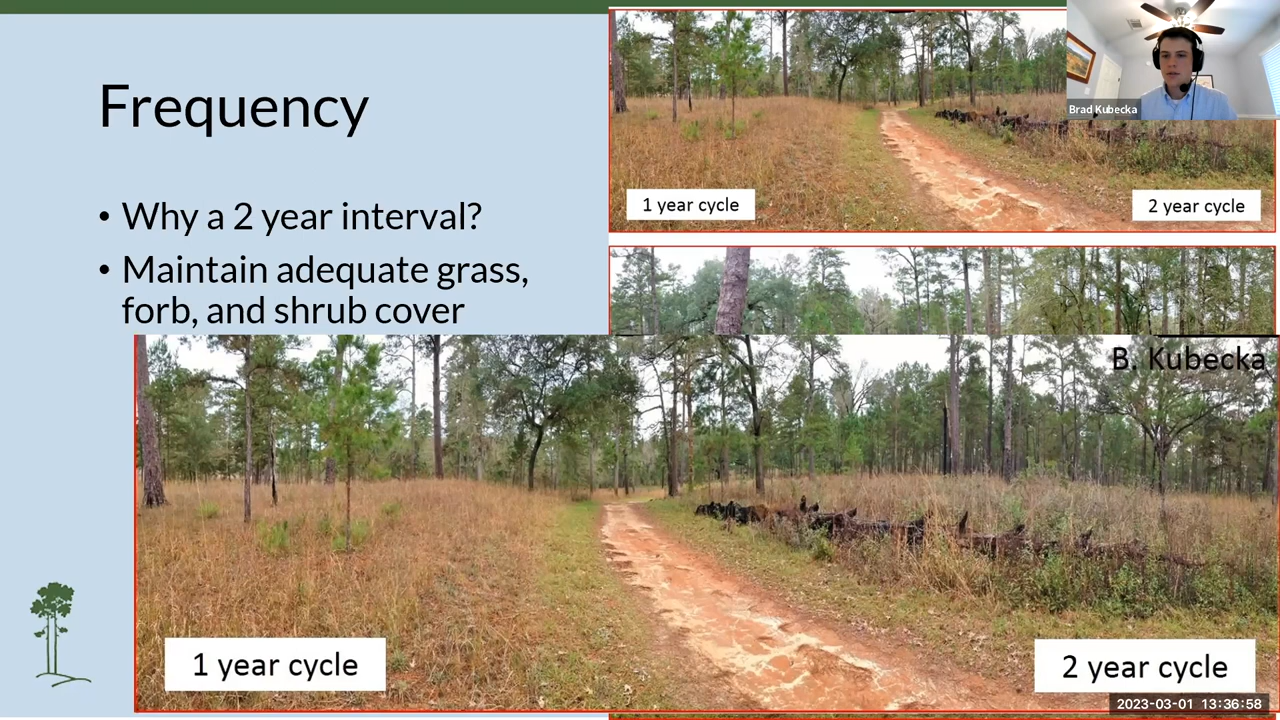 Frequency
• Why a 2 year interval?
• Maintain adequate grass,
forb, and shrub cover
Brad Kubecka
1 year cycle
2 year cycle
B. Kubecka
1 year cycle
2 year cycle
2023-03-01 13:36:58